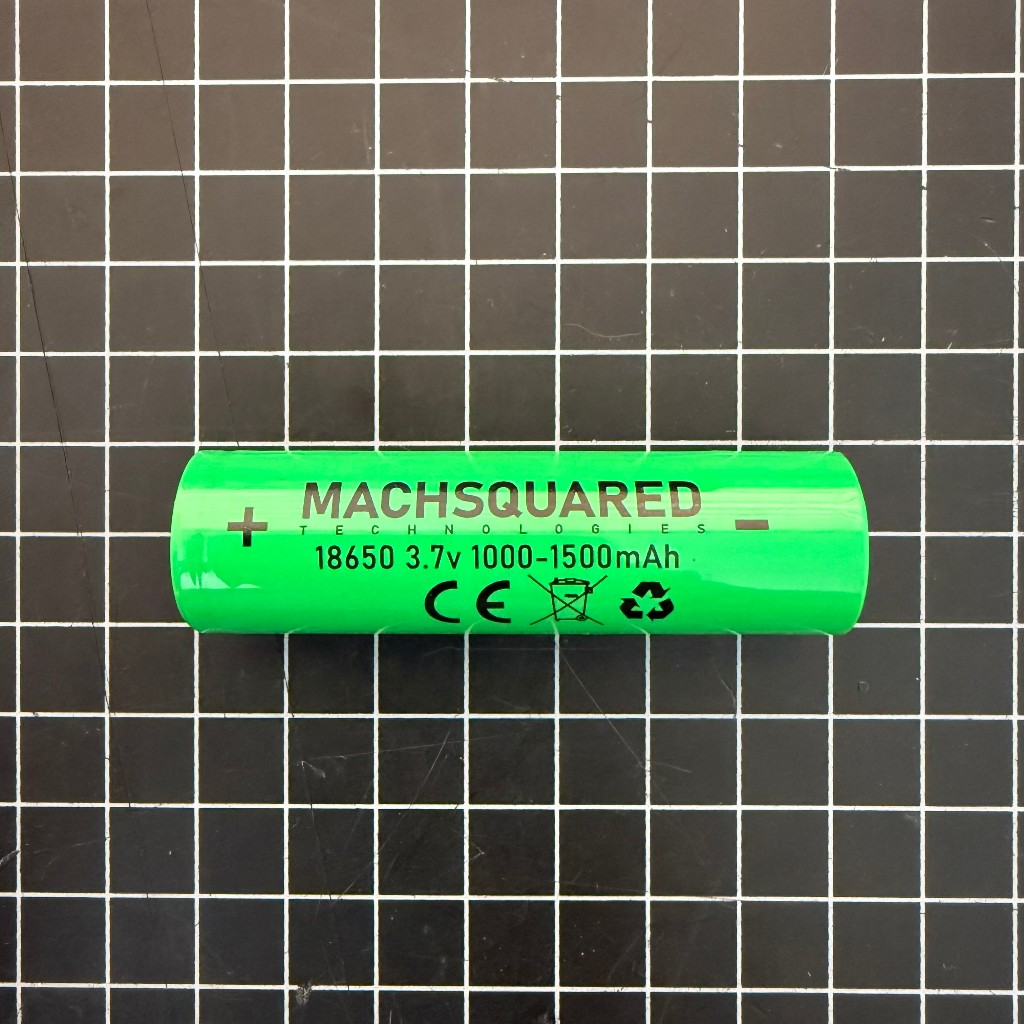 MACHSQUARED
TECHNOLOGIES
+ -
18650 3.7v 1000-1500mAh
CE